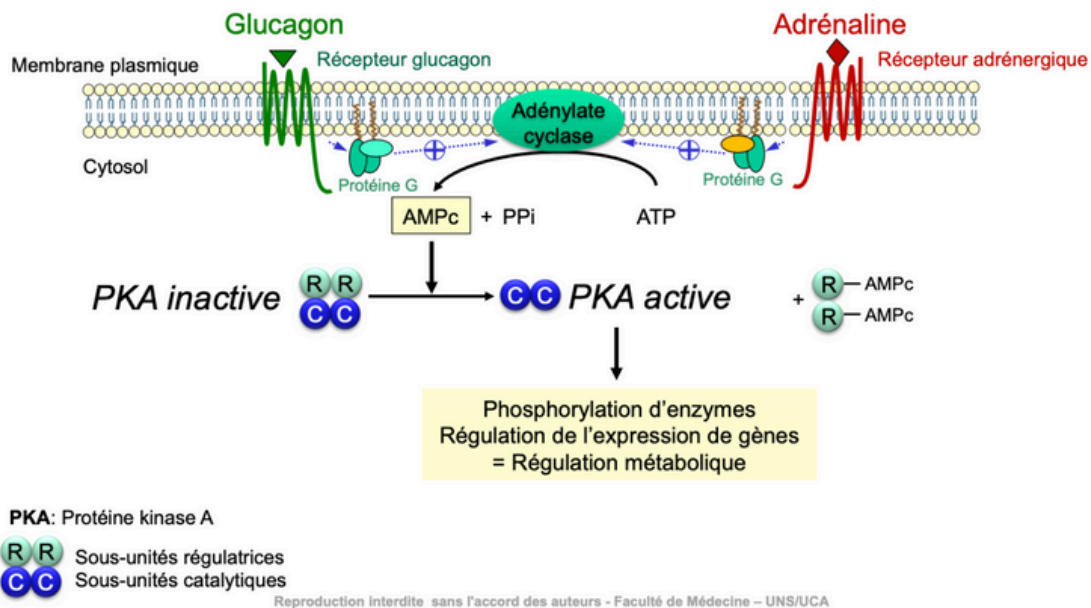 Glucagon
Adrénaline
Membrane plasmique
Récepteur glucagon
Récepteur adrénergique
Adénylate
cyclase
Cytosol
Protéine G
Protéine G
AMPc + PPi
ATP
PKA inactive
R R
C C
C C
PKA active
+
R AMPc
R AMPc
Phosphorylation d'enzymes
Régulation de l'expression de gènes
= Régulation métabolique
PKA: Protéine kinase A
R R Sous-unités régulatrices
C C Sous-unités catalytiques
Reproduction interdite sans l'accord des auteurs - Faculté de Médecine – UNS/UCA